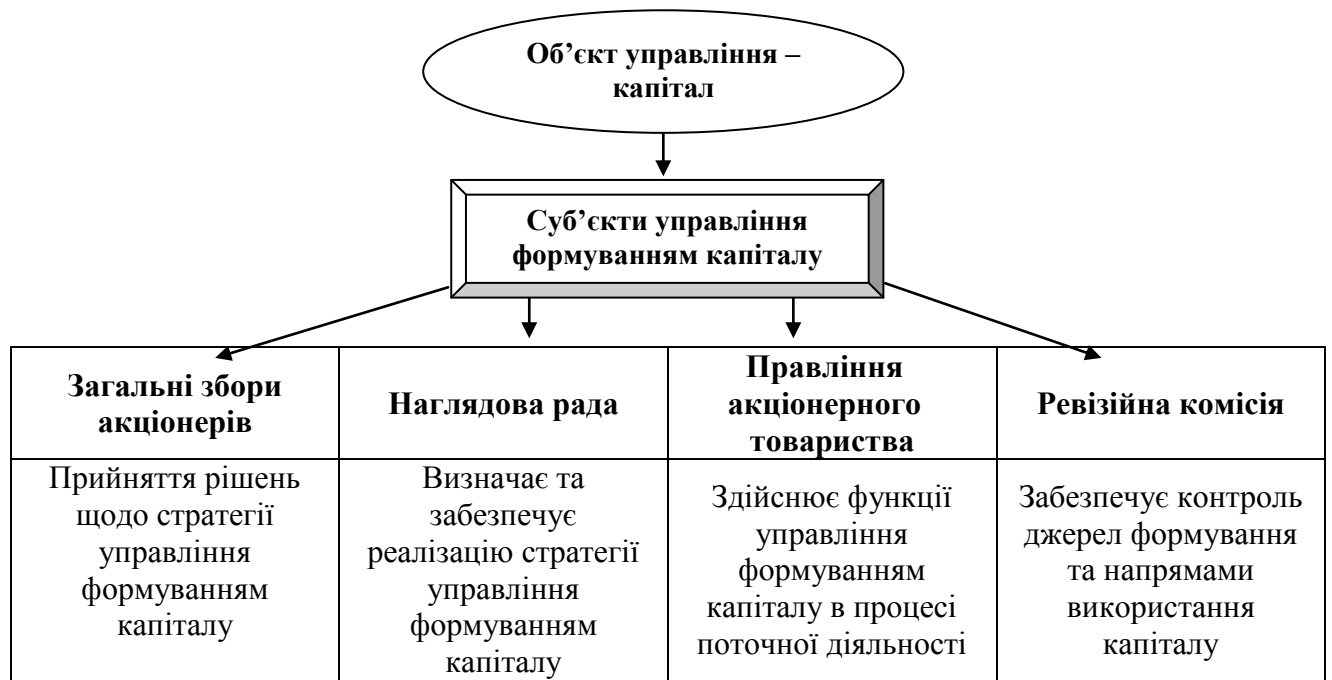 Об’єкт управління –
капітал
Суб’єкти управління
формуванням капіталу
Загальні збори
акціонерів
Наглядова рада
Правління
акціонерного
товариства
Ревізійна комісія
Прийняття рішень
щодо стратегії
управління
формуванням
капіталу
Визначає та
забезпечує
реалізацію стратегії
управління
формуванням
капіталу
Здійснює функції
управління
формуванням
капіталу в процесі
поточної діяльності
Забезпечує контроль
джерел формування
та напрямами
використання
капіталу